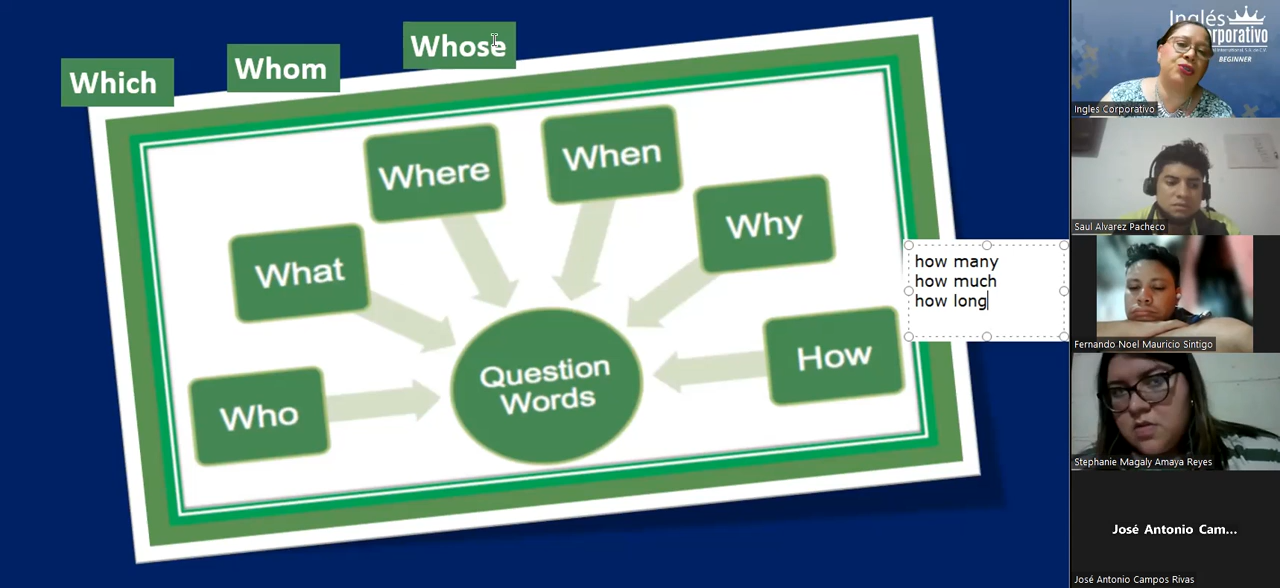 Which
Whom
Whose
Where
When
What
Why
how many
how much
how long
Who
Question
Words
How
Inglés
orporativo
BEGINNER
Inglés Corporativo
Saul Alvarez Pacheco
Fernando Noel Mauricio Sintigo
Stephanie Magaly Amaya Reyes
José Antonio Cam...
José Antonio Campos Rivas